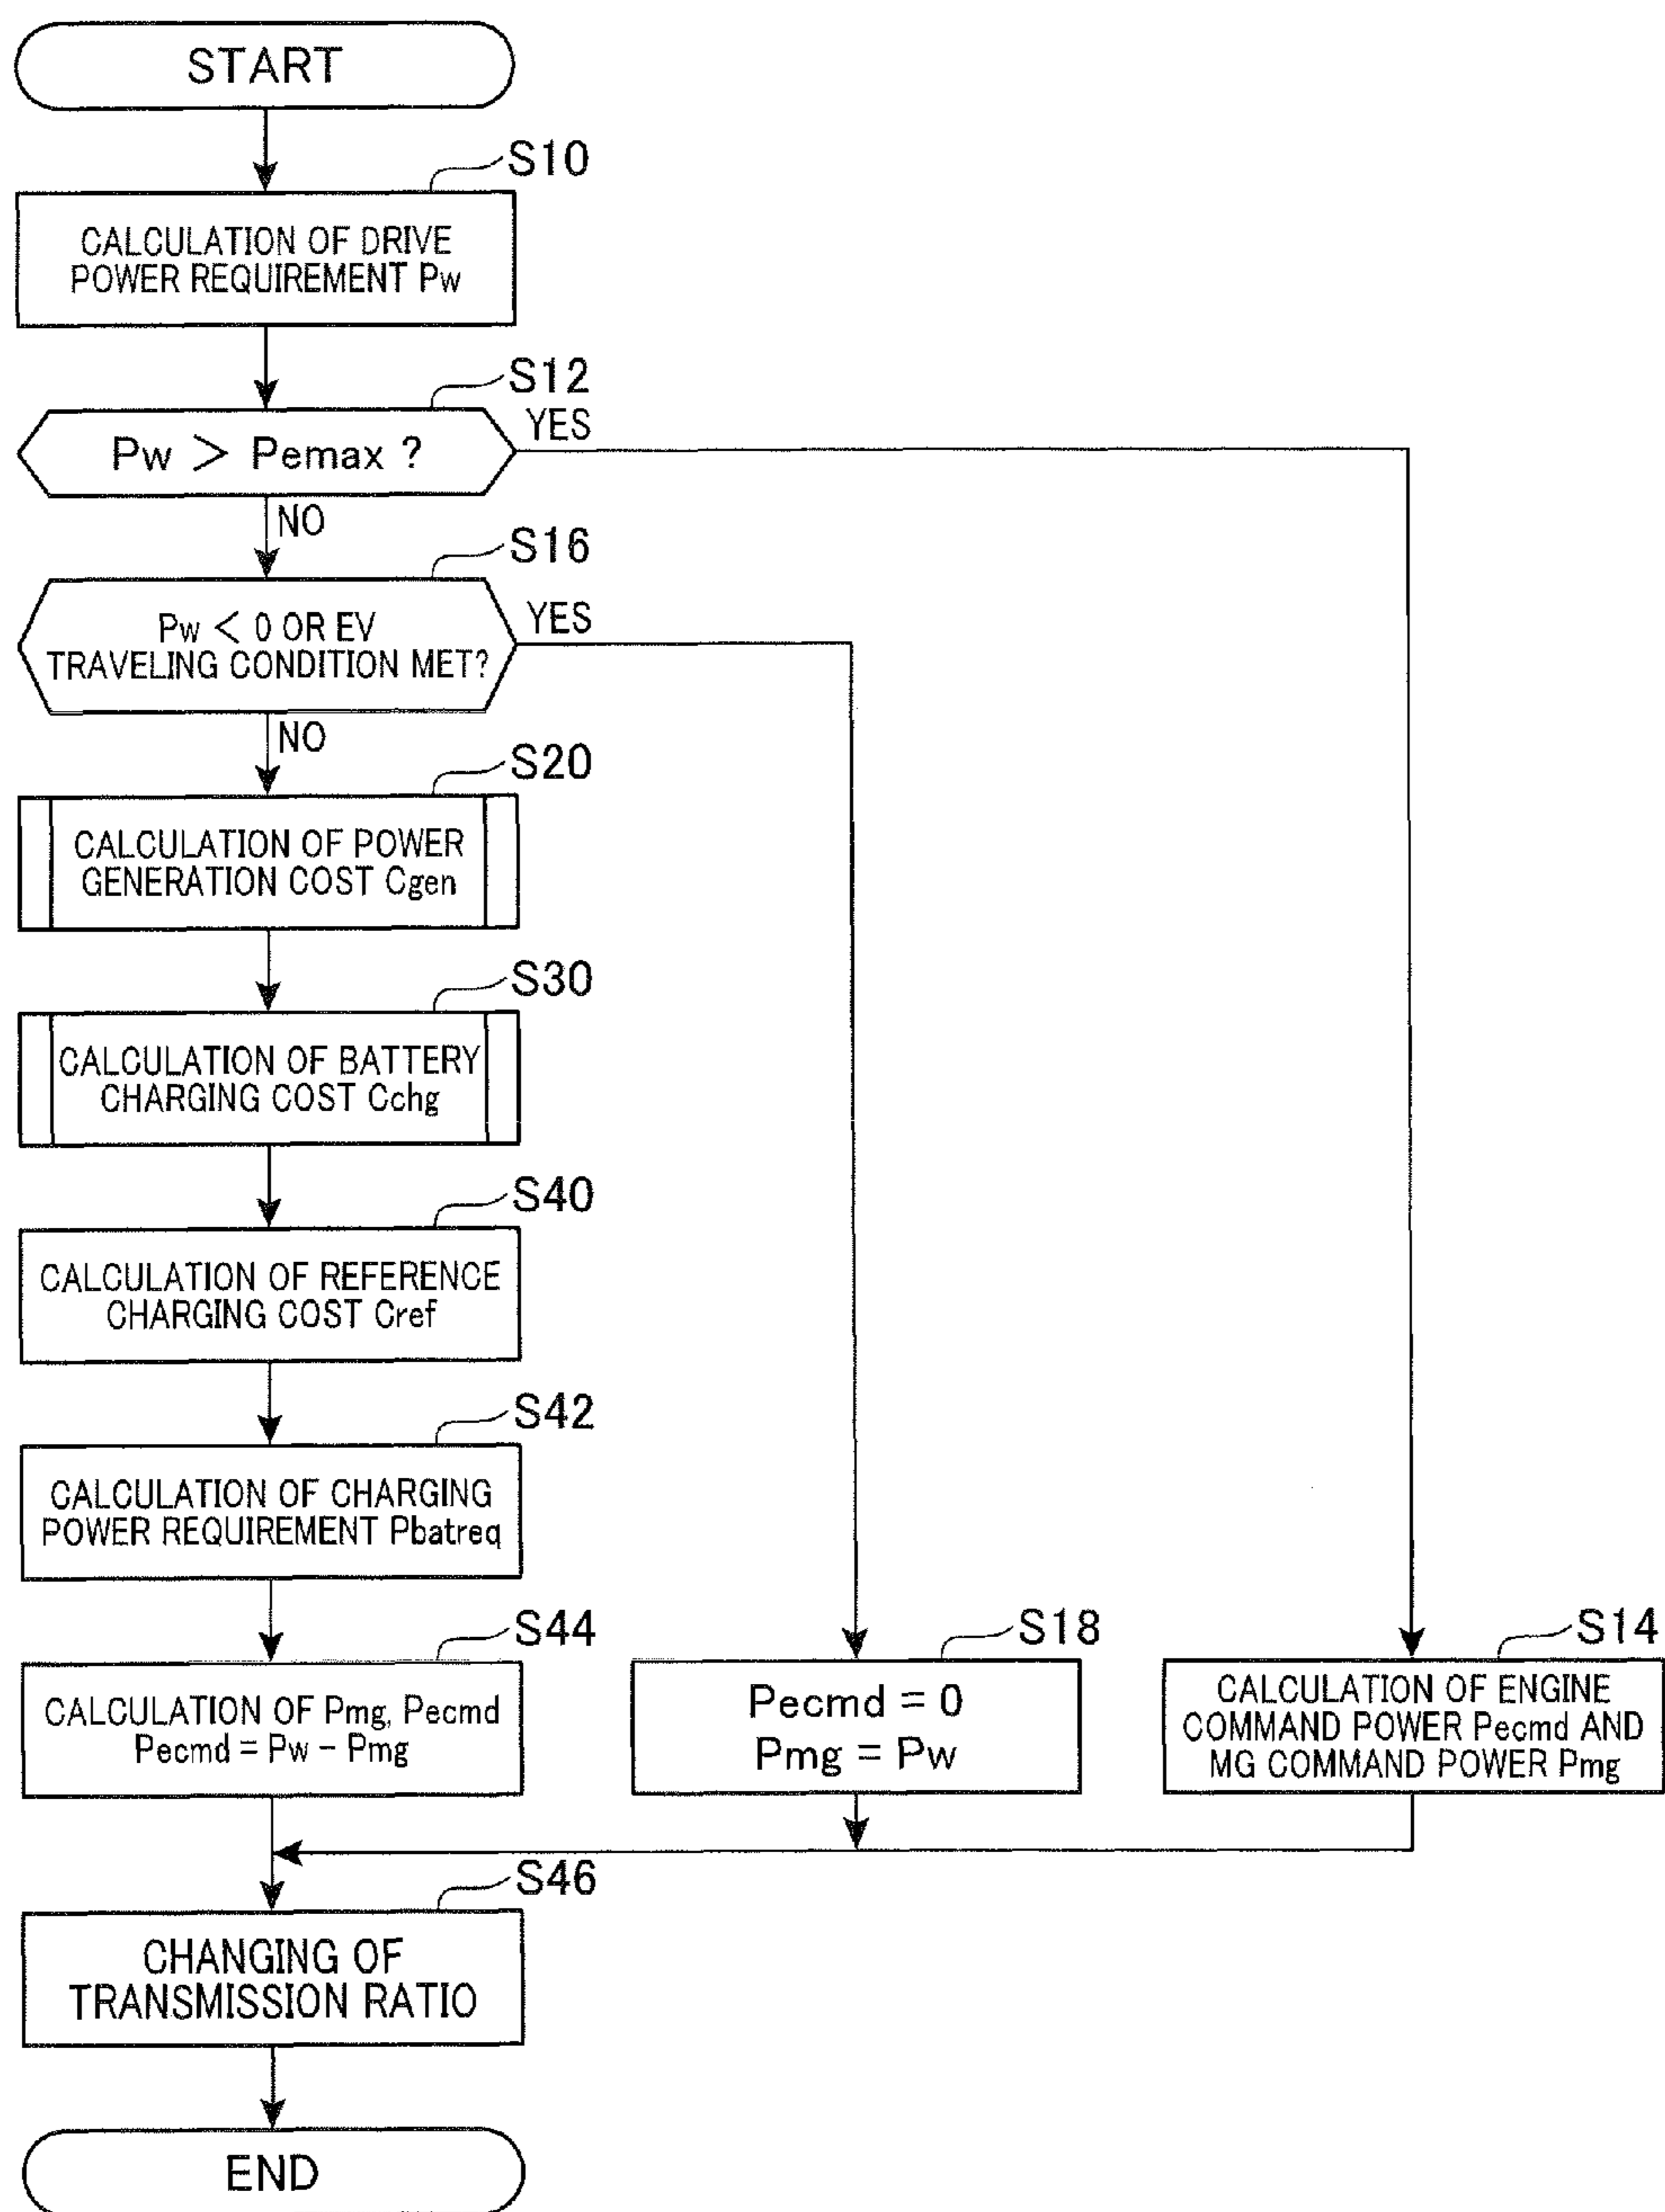 START
S10
CALCULATION OF DRIVE
POWER REQUIREMENT Pw
S12
Pw > Pemax ?
YES
NO
S16
Pw < 0 OR EV
TRAVELING CONDITION MET?
YES
NO
S20
CALCULATION OF POWER
GENERATION COST Cgen
S30
CALCULATION OF BATTERY
CHARGING COST Cchg
S40
CALCULATION OF REFERENCE
CHARGING COST Cref
S42
CALCULATION OF CHARGING
POWER REQUIREMENT Pbatreq
S44
CALCULATION OF Pmg, Pecmd
Pecmd = Pw − Pmg
S18
Pecmd = 0
Pmg = Pw
S14
CALCULATION OF ENGINE
COMMAND POWER Pecmd AND
MG COMMAND POWER Pmg
S46
CHANGING OF
TRANSMISSION RATIO
END